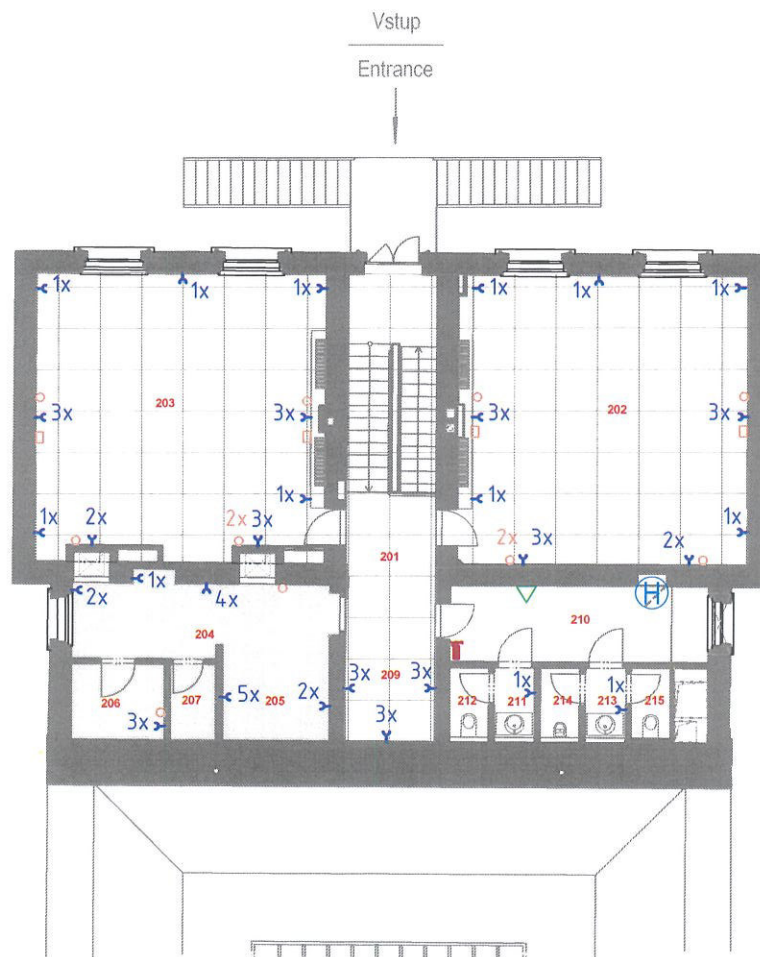 Vstup
Entrance
1x 1x 1x 1x 1x 1x
203 202
3x 3x 3x 3x
1x 1x
1x 2x 2x 3x 2x 3x 2x 1x
201
1x
2x 4x H
204 210
206 207 5x 205 2x 3x 209 3x 212 1x 211 214 1x 213 215
3x 3x